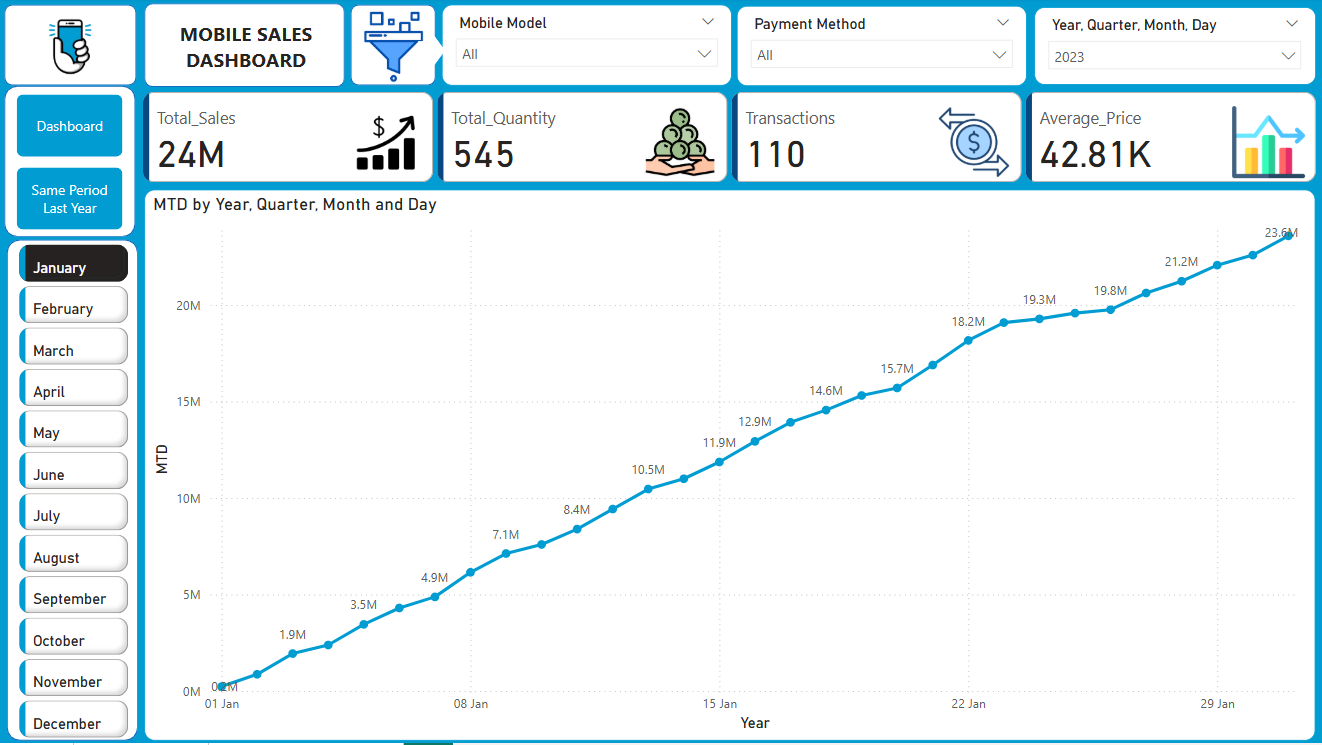 MOBILE SALES
DASHBOARD
Mobile Model
All
Payment Method
All
Year, Quarter, Month, Day
2023
Dashboard
Same Period
Last Year
Total_Sales
24M
Total_Quantity
545
Transactions
110
Average_Price
42.81K
January
February
March
April
May
June
July
August
September
October
November
December
MTD by Year, Quarter, Month and Day
MTD
20M
15M
10M
5M
0M
0.2M
1.9M
3.5M
4.9M
7.1M
8.4M
10.5M
11.9M
12.9M
14.6M
15.7M
18.2M
19.3M
19.8M
21.2M
23.6M
01 Jan
08 Jan
15 Jan
22 Jan
29 Jan
Year